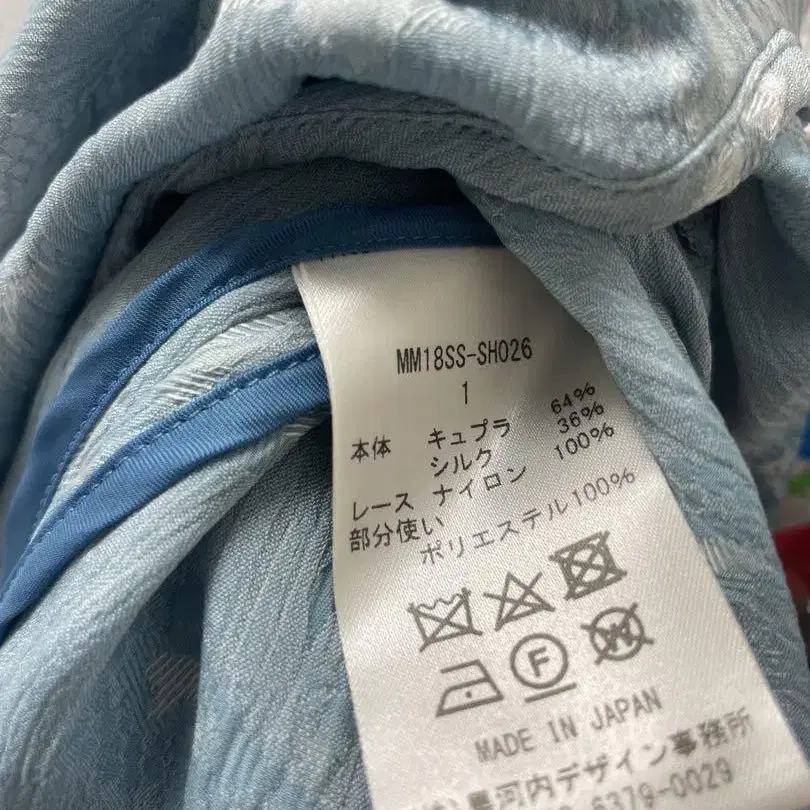 MM18SS-SH026
1
本体 キュプラ 64%
シルク 36%
レース ナイロン 100%
部分使い
ポリエステル100%
F
W
MADE IN JAPAN
河内デザイン事務所
6379-0029